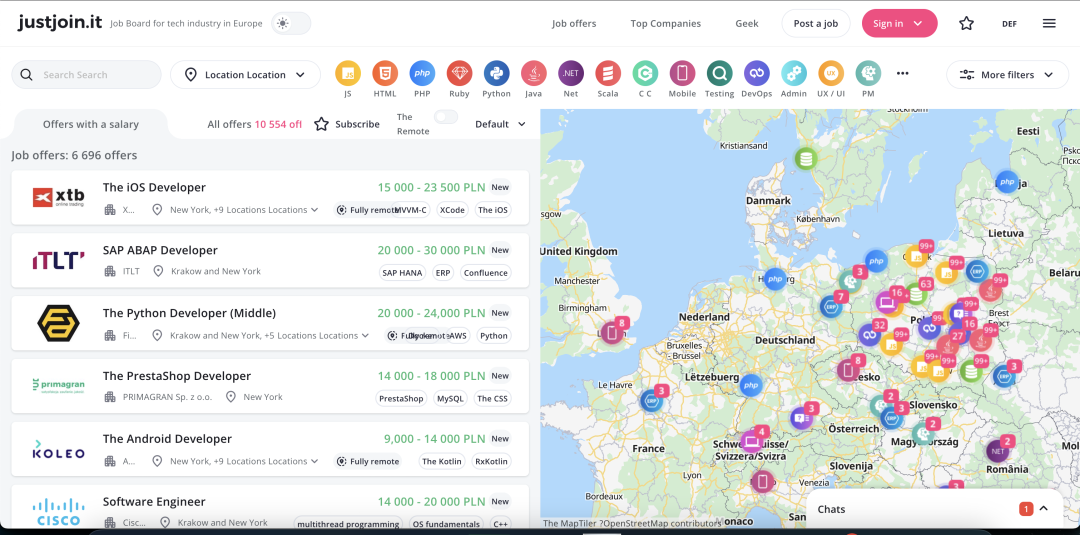 justjoin.it
Job Board for tech industry in Europe
Job offers
Top Companies
Geek
Post a job
Sign in
DEF
Search Search
Location Location
JS
HTML
PHP
Ruby
Python
Java
Net
Scala
C C
Mobile
Testing
DevOps
Admin
UX / UI
PM
More filters
Offers with a salary
All offers 10 554 ofl
Subscribe
The
Remote
Default
Job offers: 6 696 offers
xtb
online trading
The iOS Developer
15 000 - 23 500 PLN New
X...
New York, +9 Locations Locations
Fully remote
MVVM-C
XCode
The iOS
ITLT
SAP ABAP Developer
20 000 - 30 000 PLN New
ITLT
Krakow and New York
SAP HANA
ERP
Confluence
The Python Developer (Middle)
20 000 - 24,000 PLN New
Fi...
Krakow and New York, +5 Locations Locations
AWS
Python
primagran
The PrestaShop Developer
14 000 - 18 000 PLN New
PRIMAGRAN Sp. z o.o.
New York
PrestaShop
MySQL
The CSS
KOLEO
The Android Developer
9,000 - 14 000 PLN New
A...
New York, +9 Locations Locations
Fully remote
The Kotlin
RxKotlin
CISCO
Software Engineer
14 000 - 20 000 PLN New
Cisc...
Krakow and New York
multithread programming
OS fundamentals
C++
Stockholm
Kristiansand
Eesti
Danmark
København
Lietuva
United Kingdom
Manchester
Birmingham
Nederland
Bruxelles
- Brussel
Deutschland
Lëtzebuerg
Le Havre
Brest
Брэст
Slovensko
Österreich
Magyarország
France
Schweiz/Suisse/
Svizzera/Svizra
Slovenija
România
Lyon
Venezia
Bordeaux
The MapTiler ?OpenStreetMap contributors
Chats
1